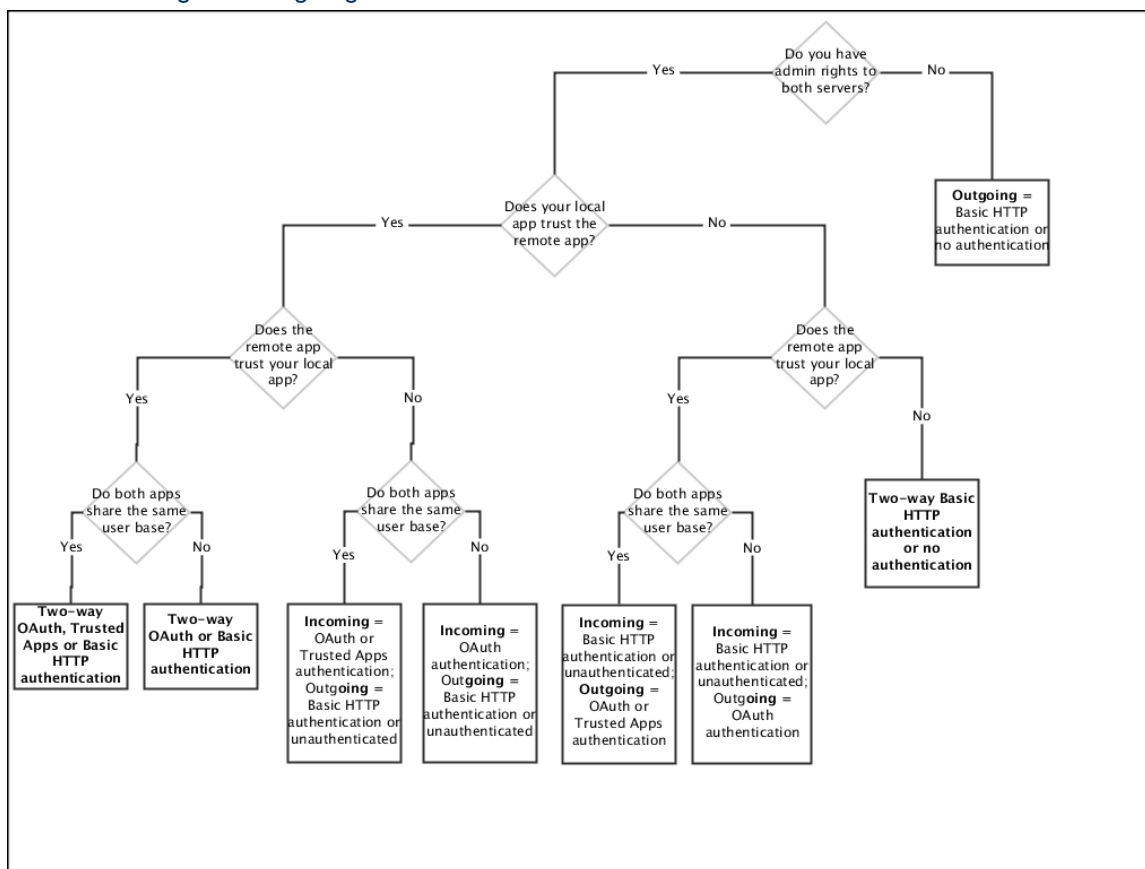 Do you have
admin rights to
both servers?
Yes
No
Outgoing =
Basic HTTP
authentication or
no authentication
Does your local
app trust the
remote app?
Yes
No
Does the
remote app
trust your local
app?
Yes
No
Does the
remote app
trust your local
app?
Yes
No
Do both apps
share the same
user base?
Yes
No
Do both apps
share the same
user base?
Yes
No
Do both apps
share the same
user base?
Yes
No
Two-way Basic
HTTP
authentication
or no
authentication
Two-way
OAuth, Trusted
Apps or Basic
HTTP
authentication
Two-way
OAuth or Basic
HTTP
authentication
Incoming =
OAuth or
Trusted Apps
authentication;
Outgoing =
Basic HTTP
authentication or
unauthenticated
Incoming =
OAuth
authentication;
Outgoing =
Basic HTTP
authentication or
unauthenticated
Incoming =
Basic HTTP
authentication or
unauthenticated;
Outgoing =
OAuth or
Trusted Apps
authentication
Incoming =
Basic HTTP
authentication or
unauthenticated;
Outgoing =
OAuth
authentication